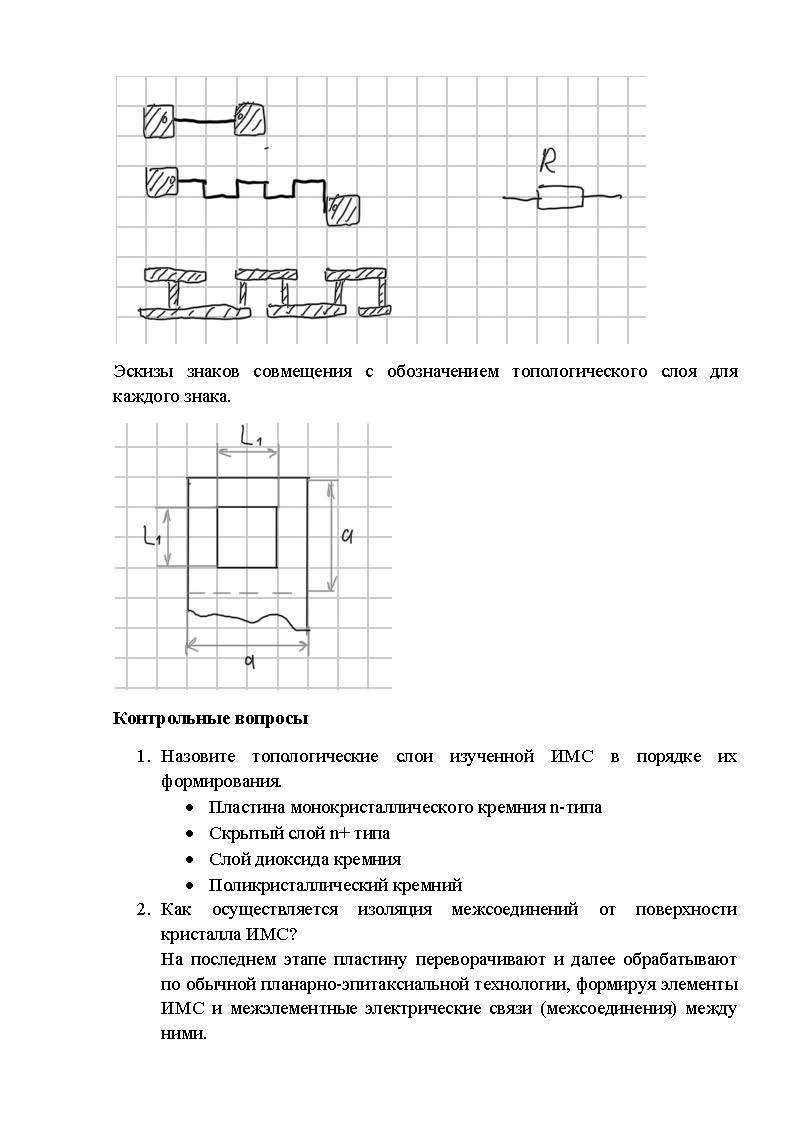 R
Эскизы знаков совмещения с обозначением топологического слоя для
каждого знака.
L1
L1
a
a
Контрольные вопросы
1. Назовите топологические слои изученной ИМС в порядке их
формирования.
• Пластина монокристаллического кремния n-типа
• Скрытый слой n+ типа
• Слой диоксида кремния
• Поликристаллический кремний
2. Как осуществляется изоляция межсоединений от поверхности
кристалла ИМС?
На последнем этапе пластину переворачивают и далее обрабатывают
по обычной планарно-эпитаксиальной технологии, формируя элементы
ИМС и межэлементные электрические связи (межсоединения) между
ними.